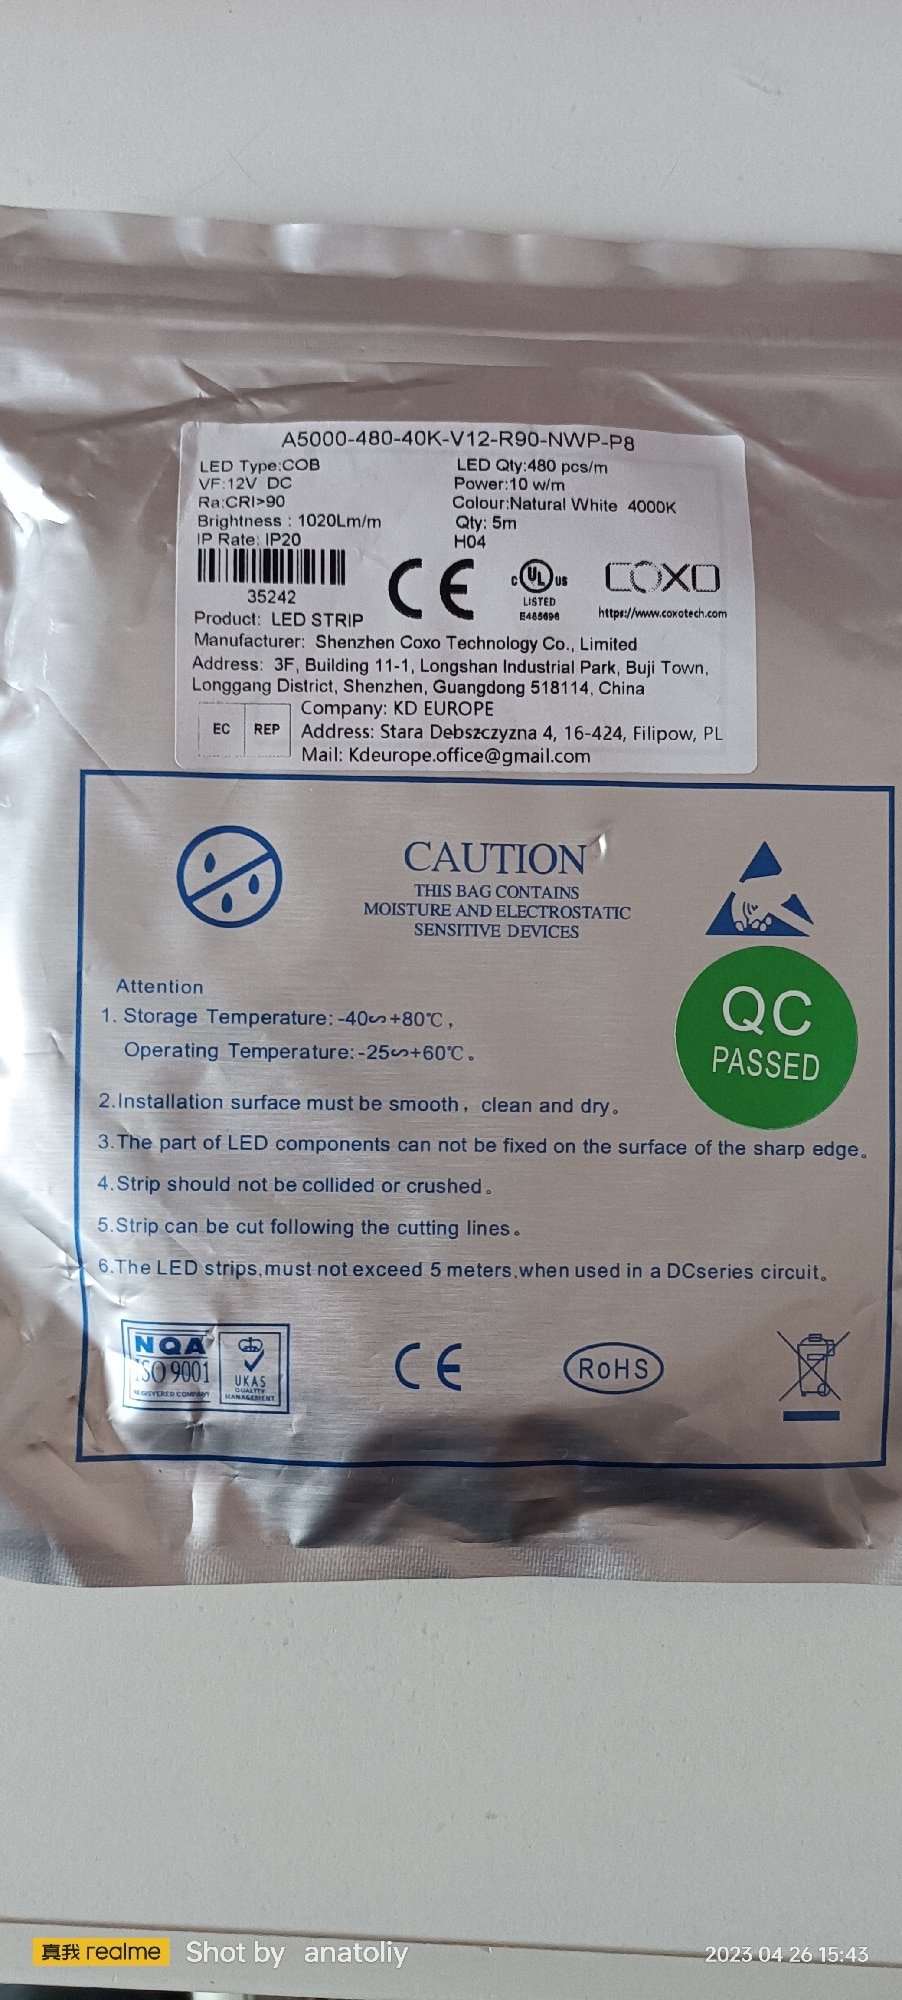 A5000-480-40K-V12-R90-NWP-P8
LED Type:COB LED Qty:480 pcs/m
VF:12V DC Power:10 w/m
Ra:CRI>90 Colour:Natural White 4000K
Brightness : 1020Lm/m Qty: 5m
IP Rate: IP20 H04
35242
CE
c UL us
LISTED
E485696
COXO
https://www.coxotech.com
Product: LED STRIP
Manufacturer: Shenzhen Coxo Technology Co., Limited
Address: 3F, Building 11-1, Longshan Industrial Park, Buji Town,
Longgang District, Shenzhen, Guangdong 518114, China
EC REP
Company: KD EUROPE
Address: Stara Debszczyzna 4, 16-424, Filipow, PL
Mail: Kdeurope.office@gmail.com
CAUTION
THIS BAG CONTAINS
MOISTURE AND ELECTROSTATIC
SENSITIVE DEVICES
QC
PASSED
Attention
1. Storage Temperature:-40∽+80℃,
Operating Temperature:-25∽+60℃。
2.Installation surface must be smooth，clean and dry。
3.The part of LED components can not be fixed on the surface of the sharp edge。
4.Strip should not be collided or crushed。
5.Strip can be cut following the cutting lines。
6.The LED strips,must not exceed 5 meters,when used in a DCseries circuit。
NQA
ISO 9001
REGISTERED COMPANY
UKAS
QUALITY
MANAGEMENT
CE
RoHS
真我 realme Shot by anatoliy
2023 04 26 15:43